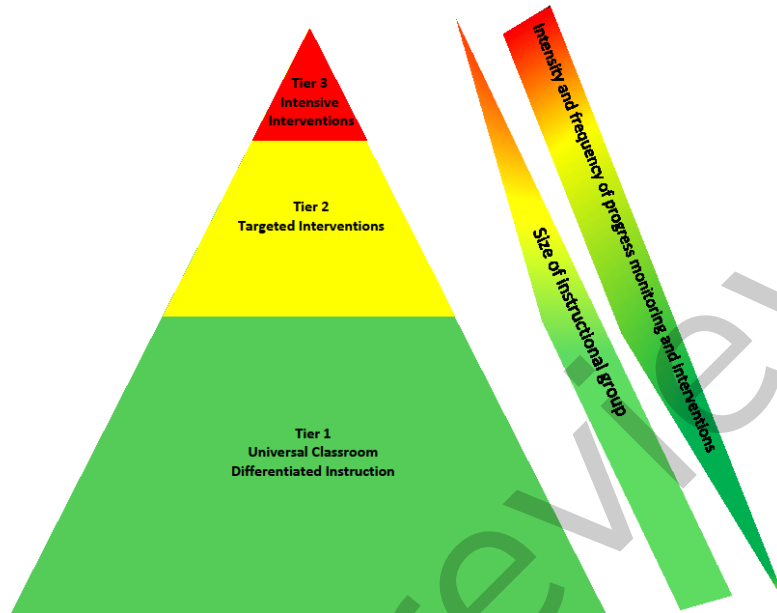 Tier 3
Intensive
Interventions
Tier 2
Targeted Interventions
Tier 1
Universal Classroom
Differentiated Instruction
Size of instructional group
Intensity and frequency of progress monitoring and interventions